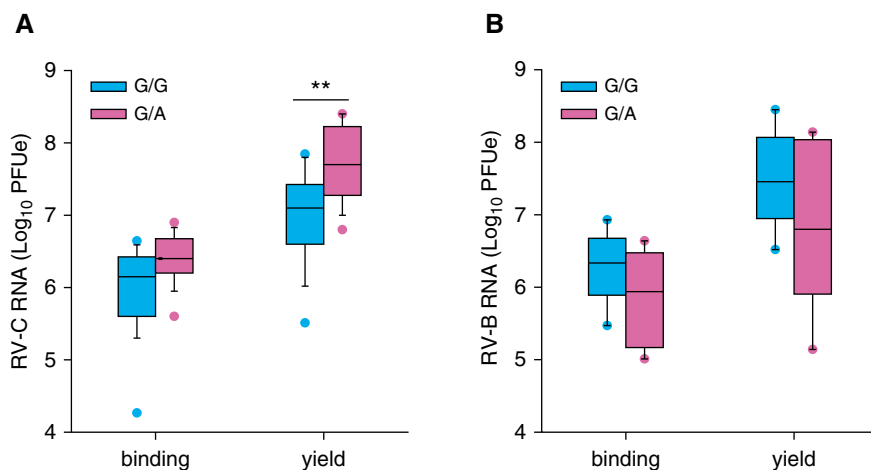 A
RV-C RNA (Log10 PFUe)
9
8
7
6
5
4
G/G
G/A
**
binding
yield
B
RV-B RNA (Log10 PFUe)
9
8
7
6
5
4
G/G
G/A
binding
yield